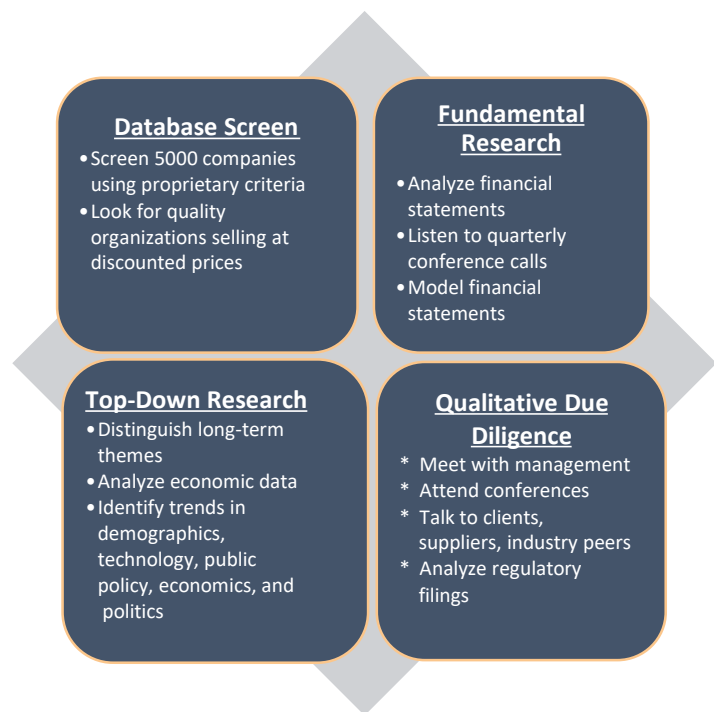 Database Screen
•Screen 5000 companies
using proprietary criteria
•Look for quality
organizations selling at
discounted prices
Fundamental
Research
•Analyze financial
statements
•Listen to quarterly
conference calls
•Model financial
statements
Top-Down Research
•Distinguish long-term
themes
•Analyze economic data
•Identify trends in
demographics,
technology, public
policy, economics, and
politics
Qualitative Due
Diligence
* Meet with management
* Attend conferences
* Talk to clients,
suppliers, industry peers
* Analyze regulatory
filings